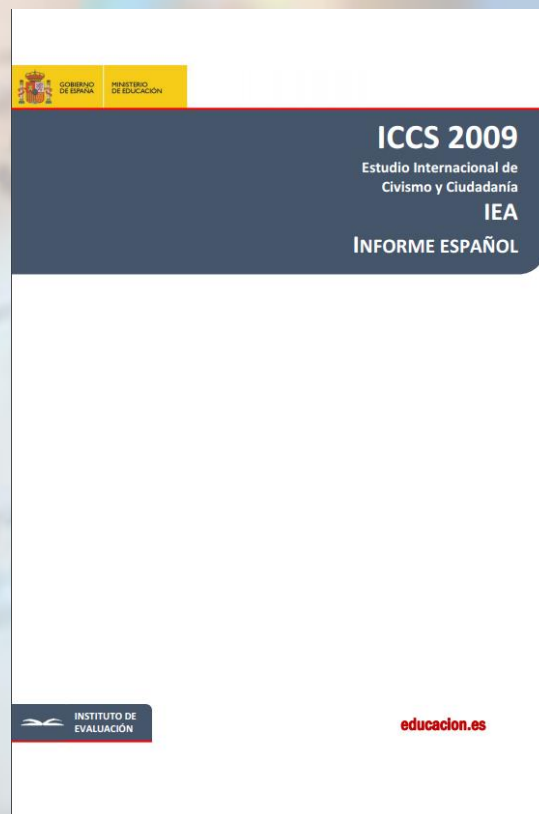 GOBIERNO
DE ESPAÑA
MINISTERIO
DE EDUCACIÓN
ICCS 2009
Estudio Internacional de
Civismo y Ciudadanía
IEA
INFORME ESPAÑOL
INSTITUTO DE
EVALUACIÓN
educacion.es